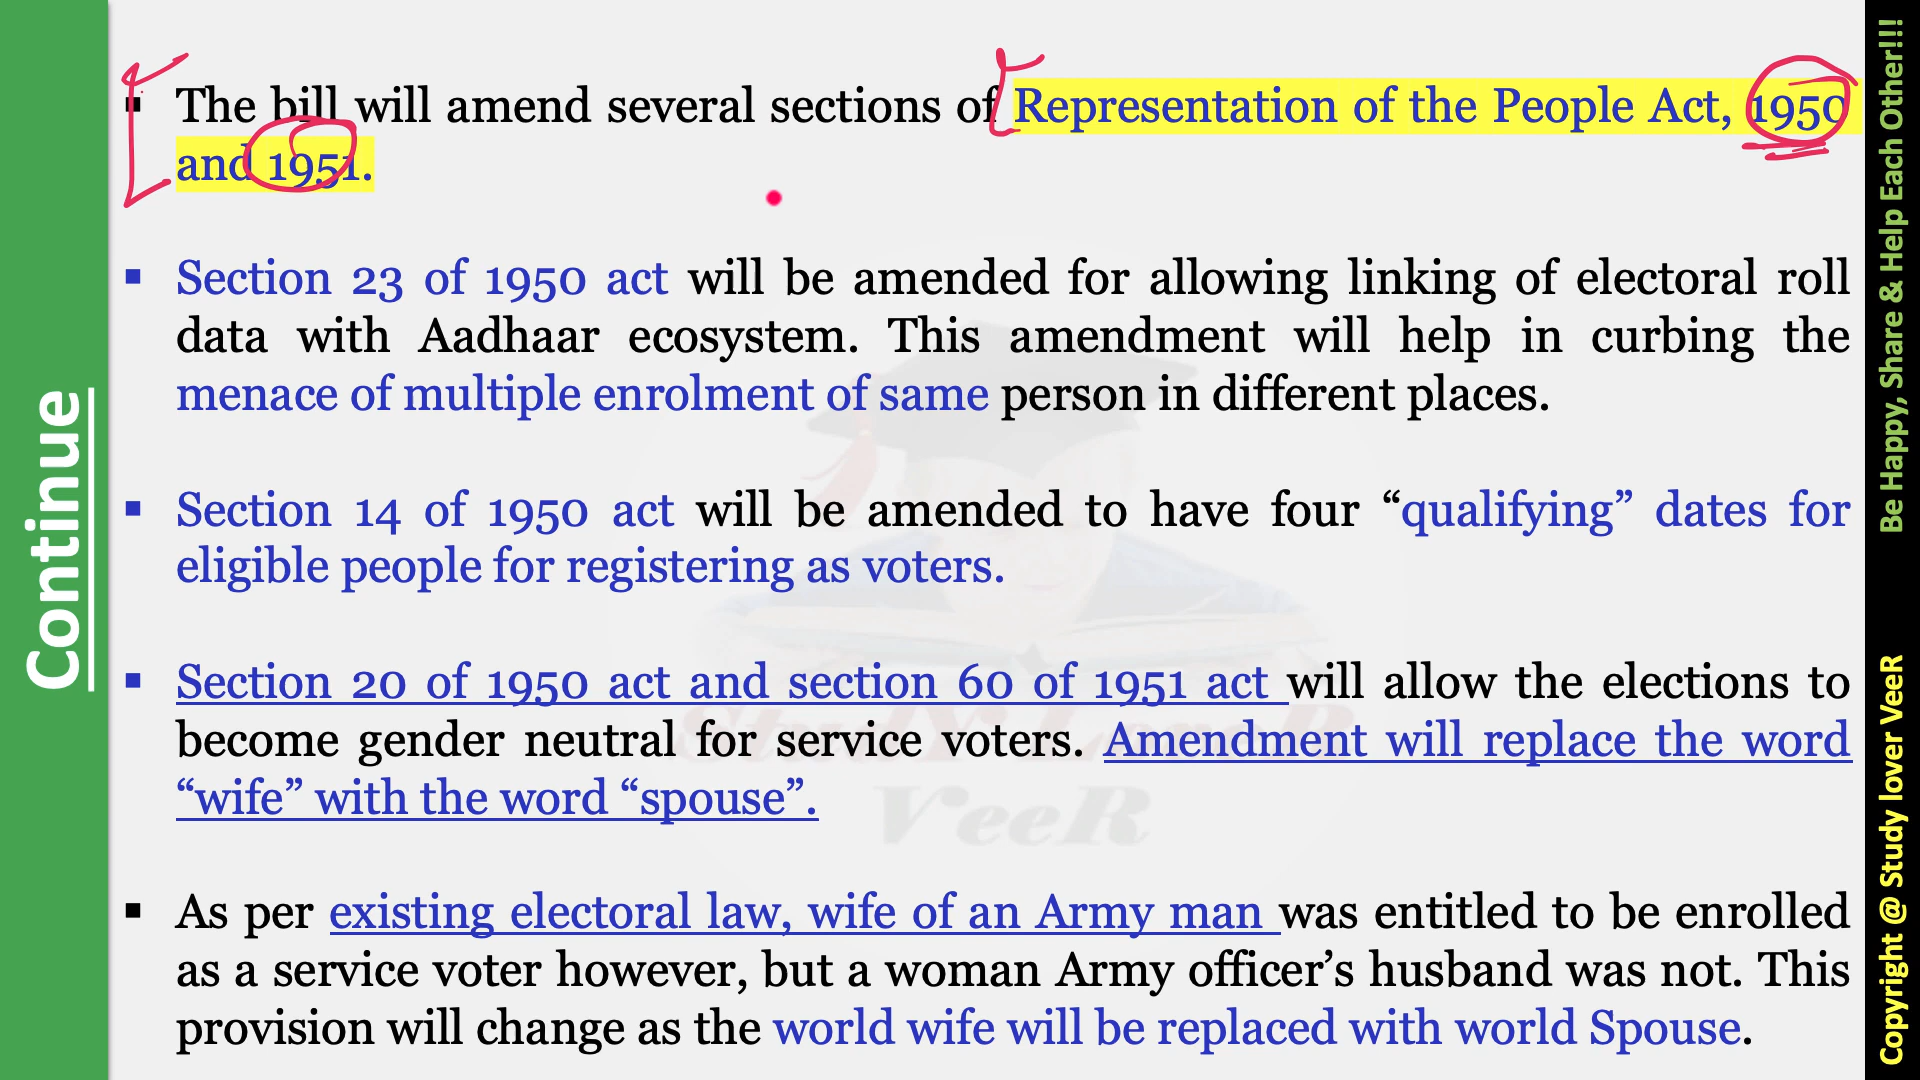 Continue
▪ The bill will amend several sections of Representation of the People Act, 1950
and 1951.
▪ Section 23 of 1950 act will be amended for allowing linking of electoral roll
data with Aadhaar ecosystem. This amendment will help in curbing the
menace of multiple enrolment of same person in different places.
▪ Section 14 of 1950 act will be amended to have four “qualifying” dates for
eligible people for registering as voters.
▪ Section 20 of 1950 act and section 60 of 1951 act will allow the elections to
become gender neutral for service voters. Amendment will replace the word
“wife” with the word “spouse”.
▪ As per existing electoral law, wife of an Army man was entitled to be enrolled
as a service voter however, but a woman Army officer’s husband was not. This
provision will change as the world wife will be replaced with world Spouse.
StudY LoveR
VeeR
Copyright @ Study lover VeeR Be Happy, Share & Help Each Other!!!